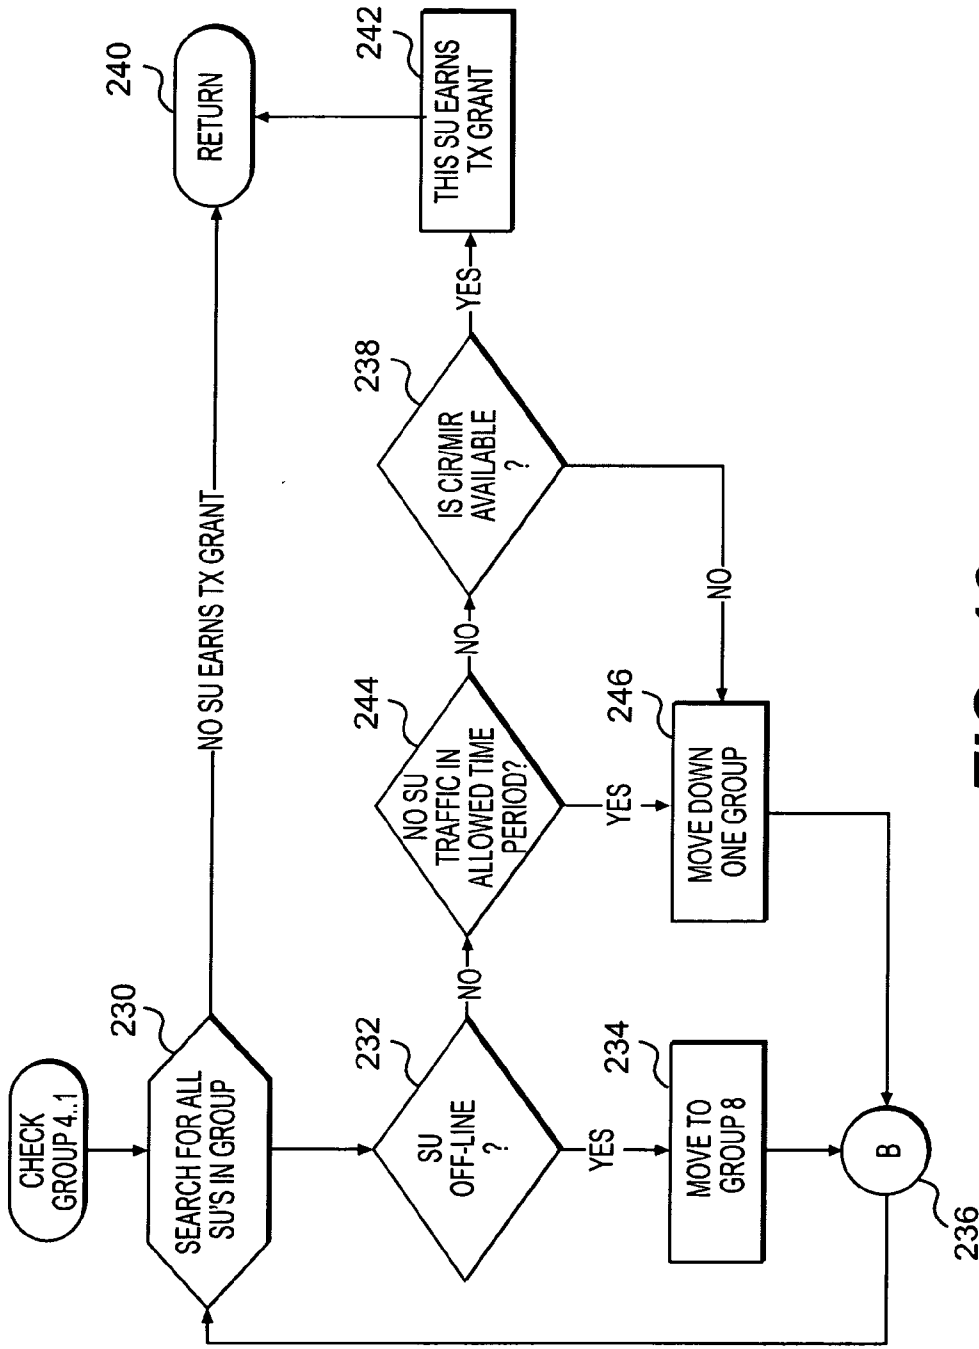 CHECK
GROUP 4..1
230
SEARCH FOR ALL
SU'S IN GROUP
NO SU EARNS TX GRANT
240
RETURN
232
SU
OFF-LINE
?
NO
244
NO SU
TRAFFIC IN
ALLOWED TIME
PERIOD?
NO
238
IS CIR/MIR
AVAILABLE
?
YES
242
THIS SU EARNS
TX GRANT
YES
234
MOVE TO
GROUP 8
YES
246
MOVE DOWN
ONE GROUP
NO
B
236